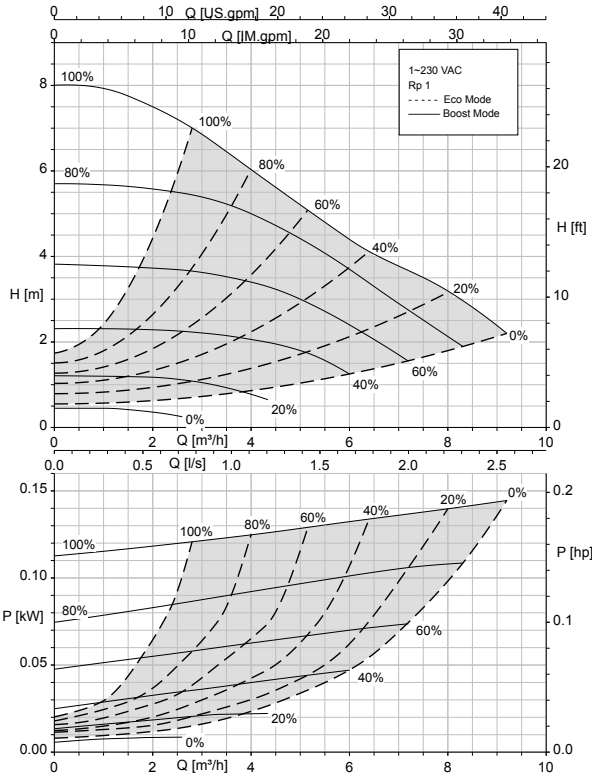 0 10 20 30 40
Q [US.gpm]
0 10 20 30
Q [IM.gpm]
1~230 VAC
Rp 1
Eco Mode
Boost Mode
8
100%
100%
6
80%
80%
60%
20
H [ft]
4
40%
20%
H [m]
10
2
0%
60%
40%
20%
0%
0
0
0 2 4 6 8 10
Q [m³/h]
0.0 0.5 1.0 1.5 2.0 2.5
Q [l/s]
0.15
0.2
100% 80% 60% 40% 20% 0%
100%
P [hp]
0.10
80%
P [kW]
0.1
60%
0.05
40%
20%
0%
0.00
0.0
0 2 4 6 8 10
Q [m³/h]